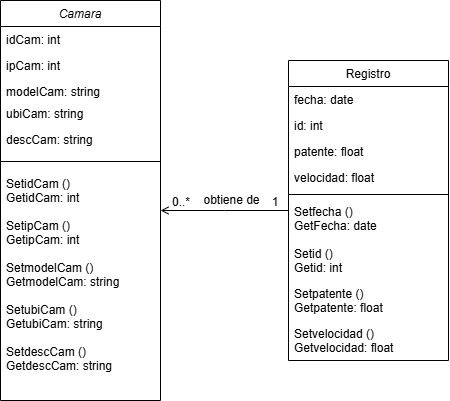 Camara
idCam: int
ipCam: int
modelCam: string
ubiCam: string
descCam: string
SetidCam ()
GetidCam: int
SetipCam ()
GetipCam: int
SetmodelCam ()
GetmodelCam: string
SetubiCam ()
GetubiCam: string
SetdescCam ()
GetdescCam: string
0..* obtiene de 1
Registro
fecha: date
id: int
patente: float
velocidad: float
Setfecha ()
GetFecha: date
Setid ()
Getid: int
Setpatente ()
Getpatente: float
Setvelocidad ()
Getvelocidad: float